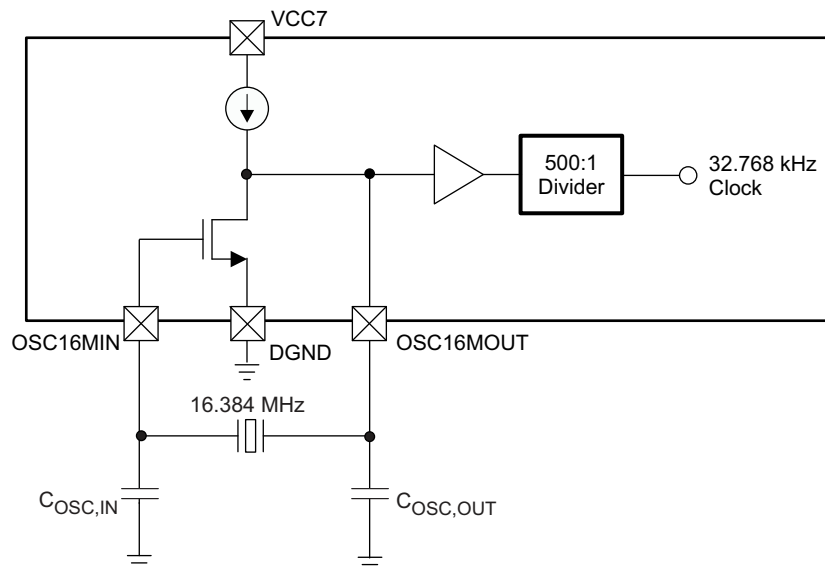 VCC7
500:1
Divider
32.768 kHz
Clock
OSC16MIN
DGND
OSC16MOUT
16.384 MHz
COSC,IN
COSC,OUT